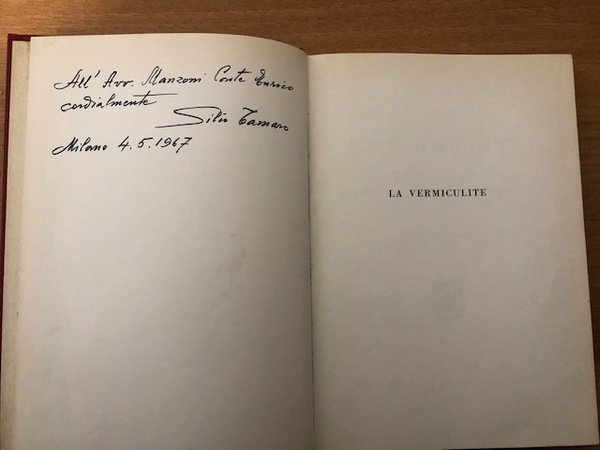 All' Avv. Manzoni Conte Enrico
cordialmente
Silio Tamaro
Milano 4.5.1967
LA VERMICULITE